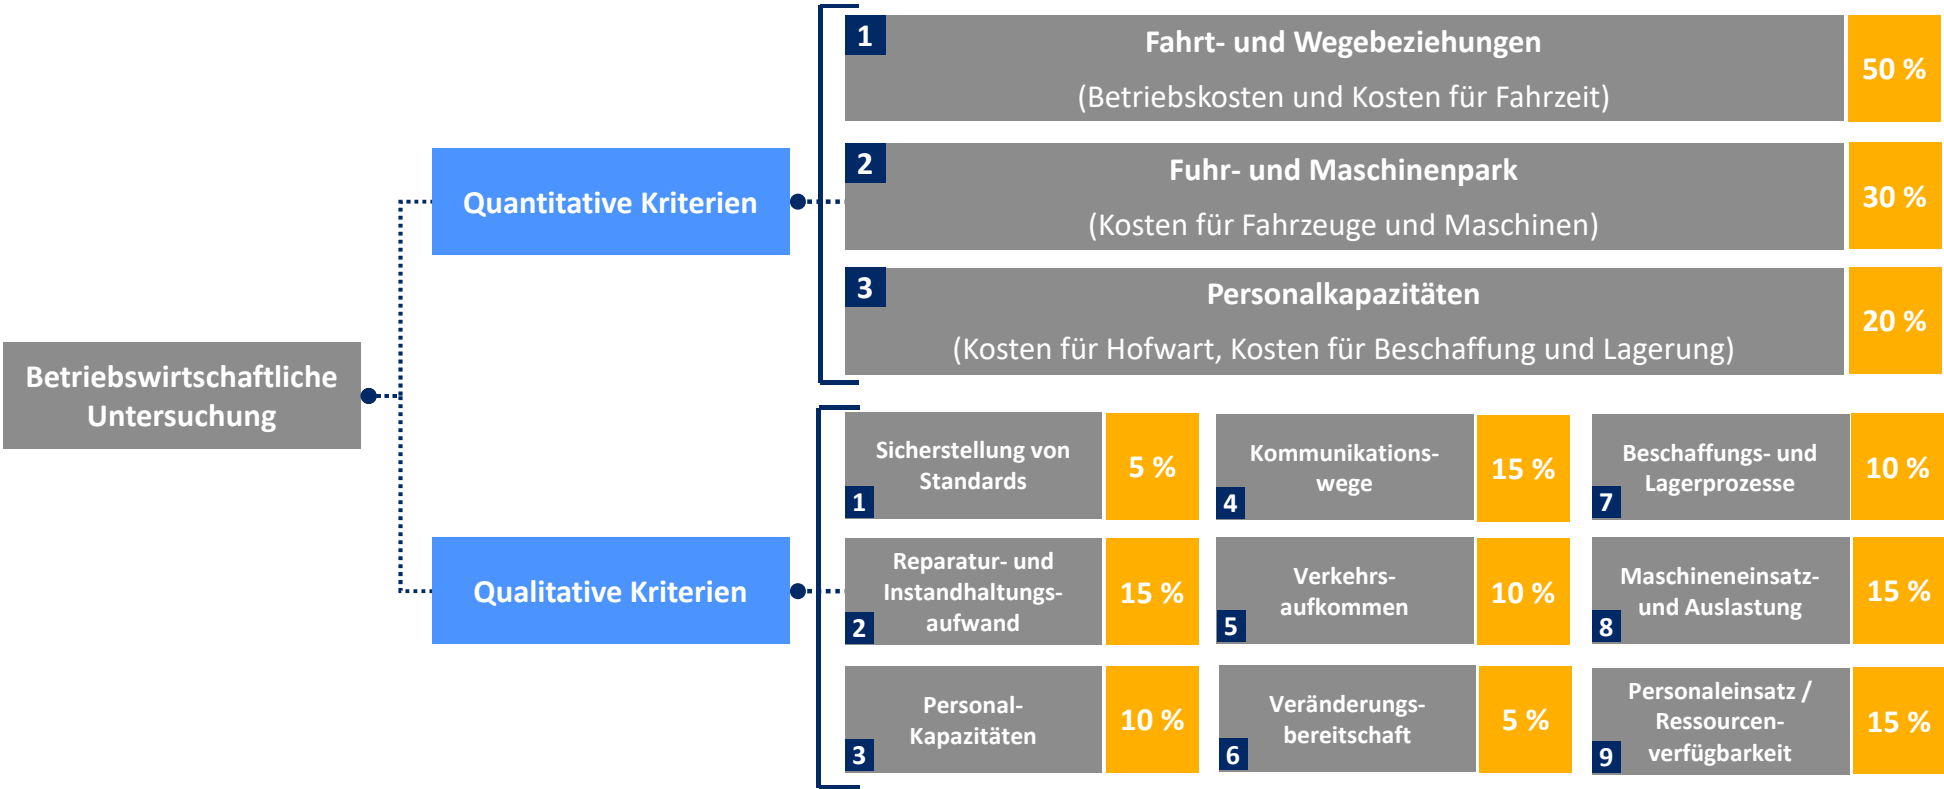 Betriebswirtschaftliche
Untersuchung
Quantitative Kriterien
1
Fahrt- und Wegebeziehungen
(Betriebskosten und Kosten für Fahrzeit)
50 %
2
Fuhr- und Maschinenpark
(Kosten für Fahrzeuge und Maschinen)
30 %
3
Personalkapazitäten
(Kosten für Hofwart, Kosten für Beschaffung und Lagerung)
20 %
Qualitative Kriterien
Sicherstellung von
Standards
1
5 %
Reparatur- und
Instandhaltungs-
aufwand
2
15 %
Personal-
Kapazitäten
3
10 %
Kommunikations-
wege
4
15 %
Verkehrs-
aufkommen
5
10 %
Veränderungs-
bereitschaft
6
5 %
Beschaffungs- und
Lagerprozesse
7
10 %
Maschineneinsatz-
und Auslastung
8
15 %
Personaleinsatz /
Ressourcen-
verfügbarkeit
9
15 %